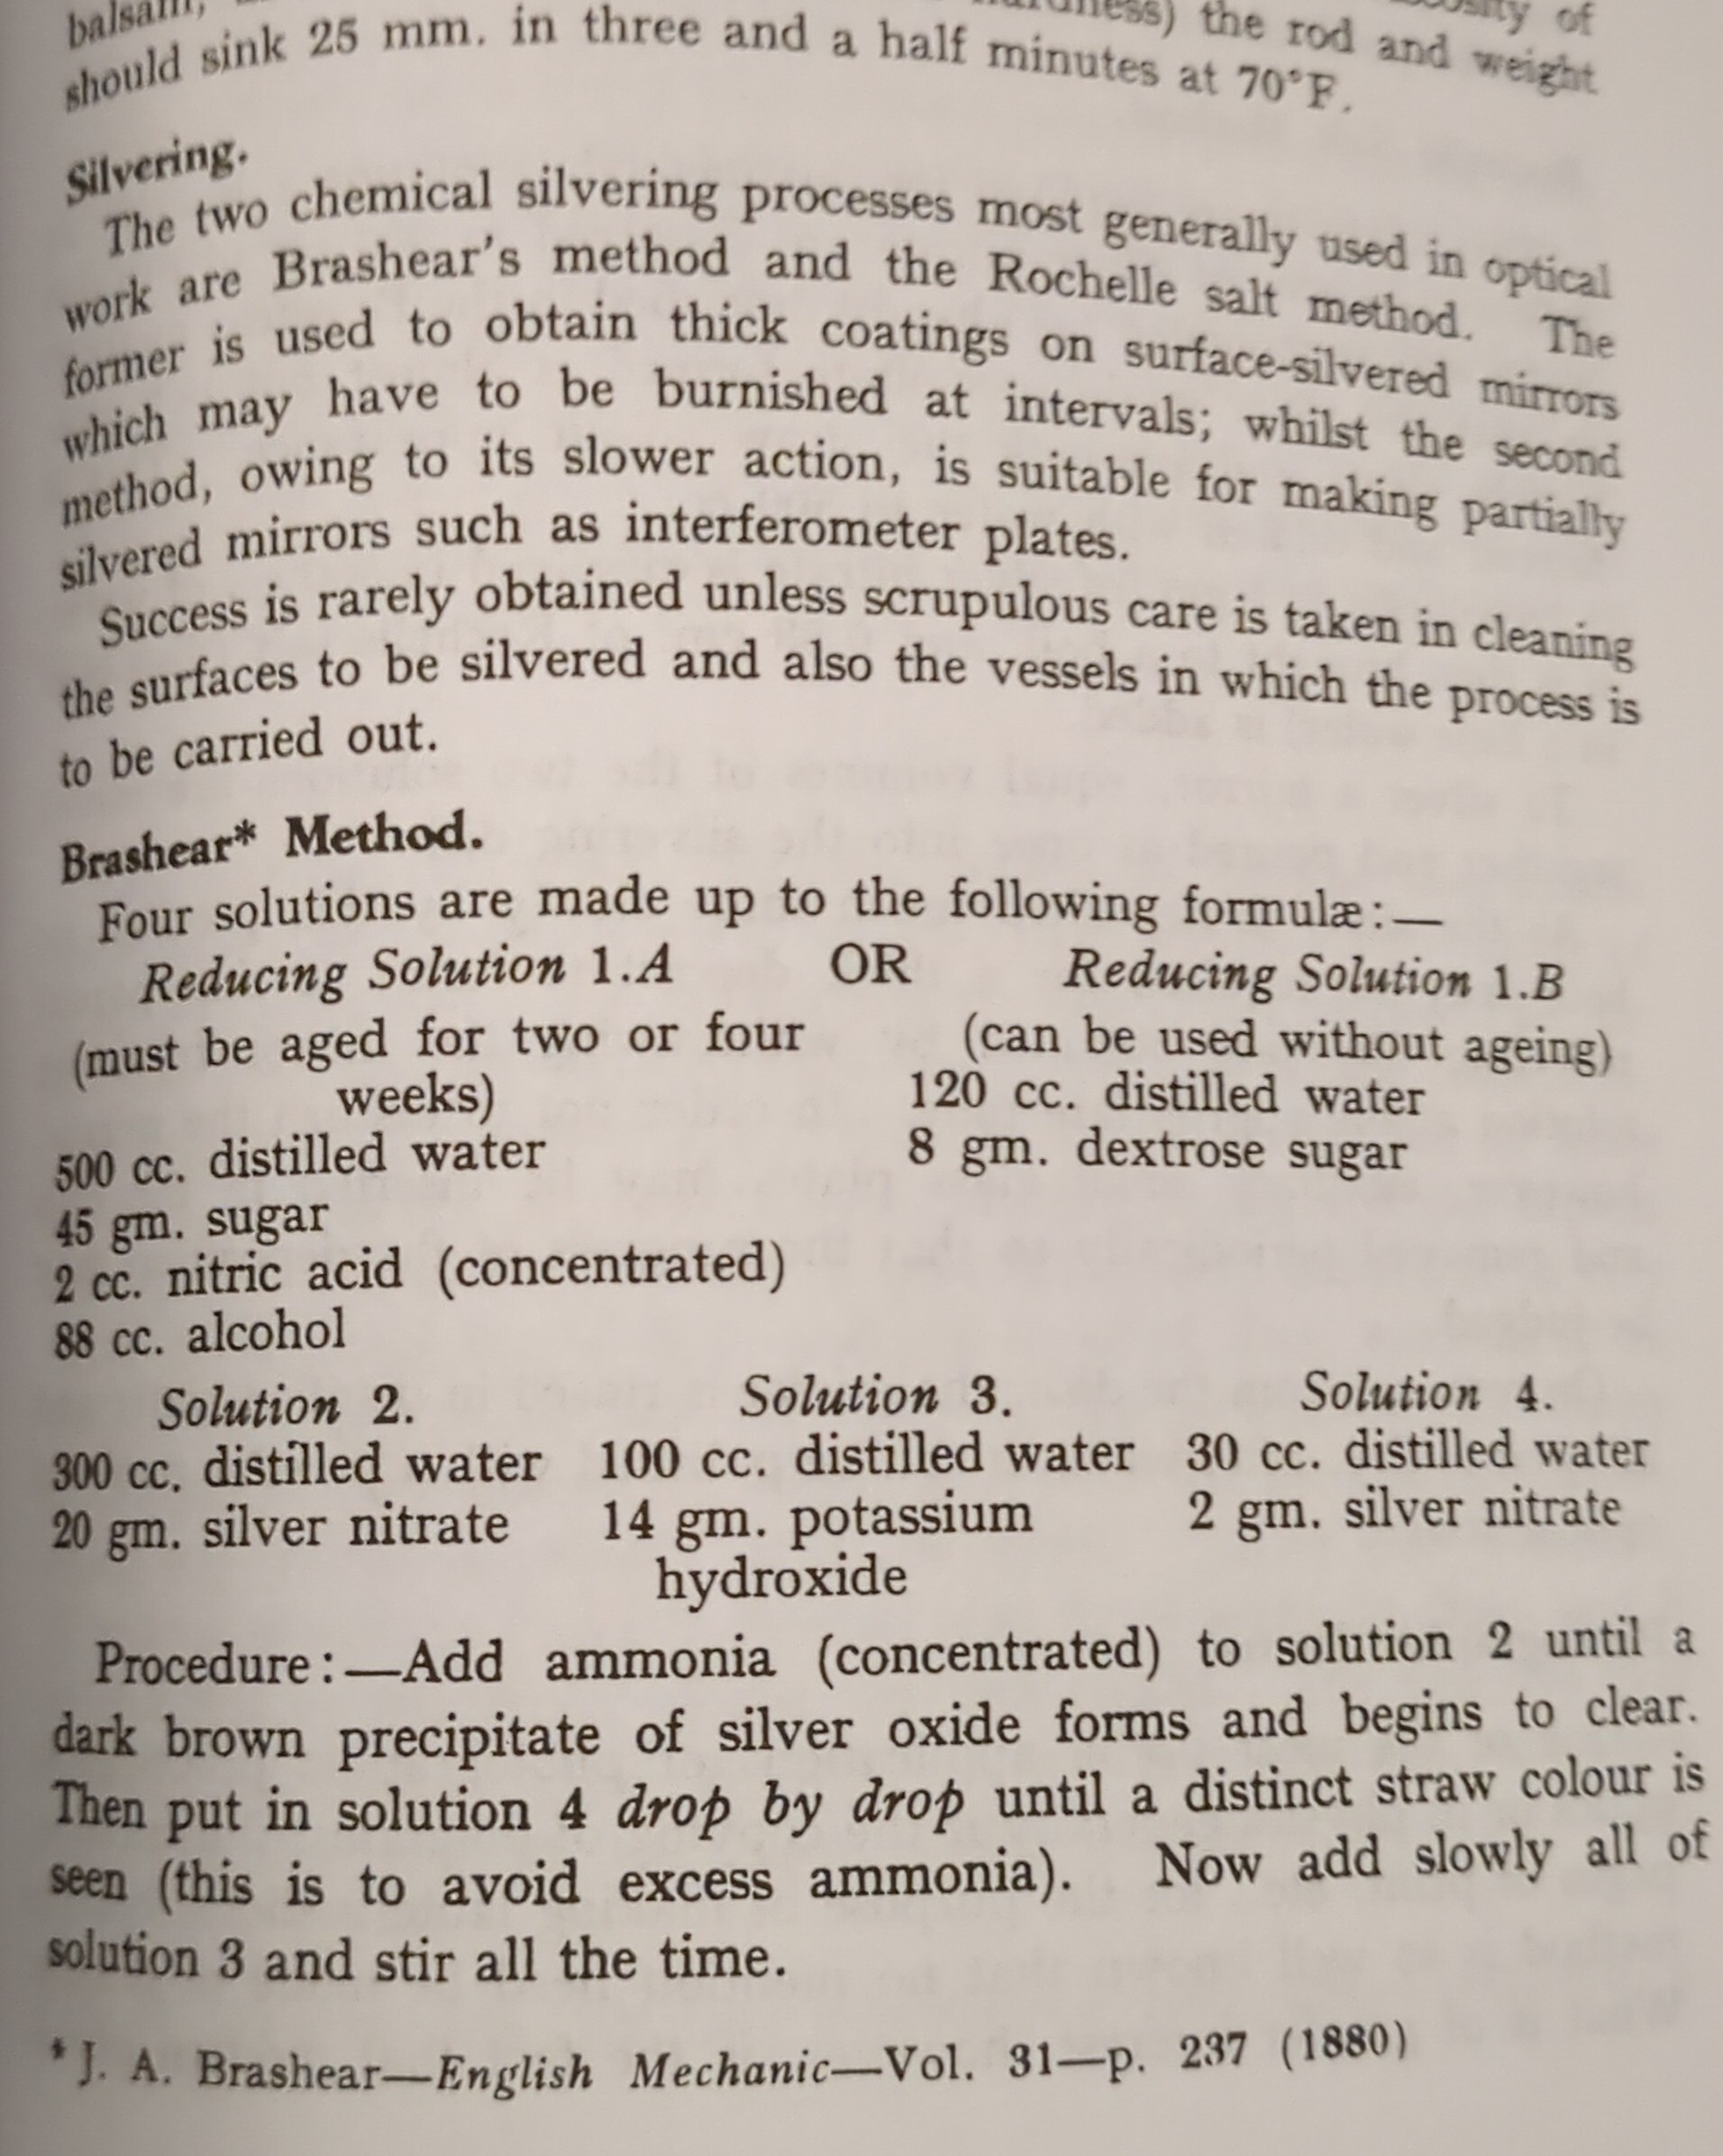 balsam, hardness) the rod and weight of
should sink 25 mm. in three and a half minutes at 70°F.
Silvering.
The two chemical silvering processes most generally used in optical
work are Brashear's method and the Rochelle salt method. The
former is used to obtain thick coatings on surface-silvered mirrors
which may have to be burnished at intervals; whilst the second
method, owing to its slower action, is suitable for making partially
silvered mirrors such as interferometer plates.
Success is rarely obtained unless scrupulous care is taken in cleaning
the surfaces to be silvered and also the vessels in which the process is
to be carried out.
Brashear* Method.
Four solutions are made up to the following formulæ:—
Reducing Solution 1.A OR Reducing Solution 1.B
(must be aged for two or four (can be used without ageing)
weeks) 120 cc. distilled water
500 cc. distilled water 8 gm. dextrose sugar
45 gm. sugar
2 cc. nitric acid (concentrated)
88 cc. alcohol
Solution 2. Solution 3. Solution 4.
300 cc. distilled water 100 cc. distilled water 30 cc. distilled water
20 gm. silver nitrate 14 gm. potassium 2 gm. silver nitrate
hydroxide
Procedure:—Add ammonia (concentrated) to solution 2 until a
dark brown precipitate of silver oxide forms and begins to clear.
Then put in solution 4 drop by drop until a distinct straw colour is
seen (this is to avoid excess ammonia). Now add slowly all of
solution 3 and stir all the time.
* J. A. Brashear—English Mechanic—Vol. 31—p. 237 (1880)